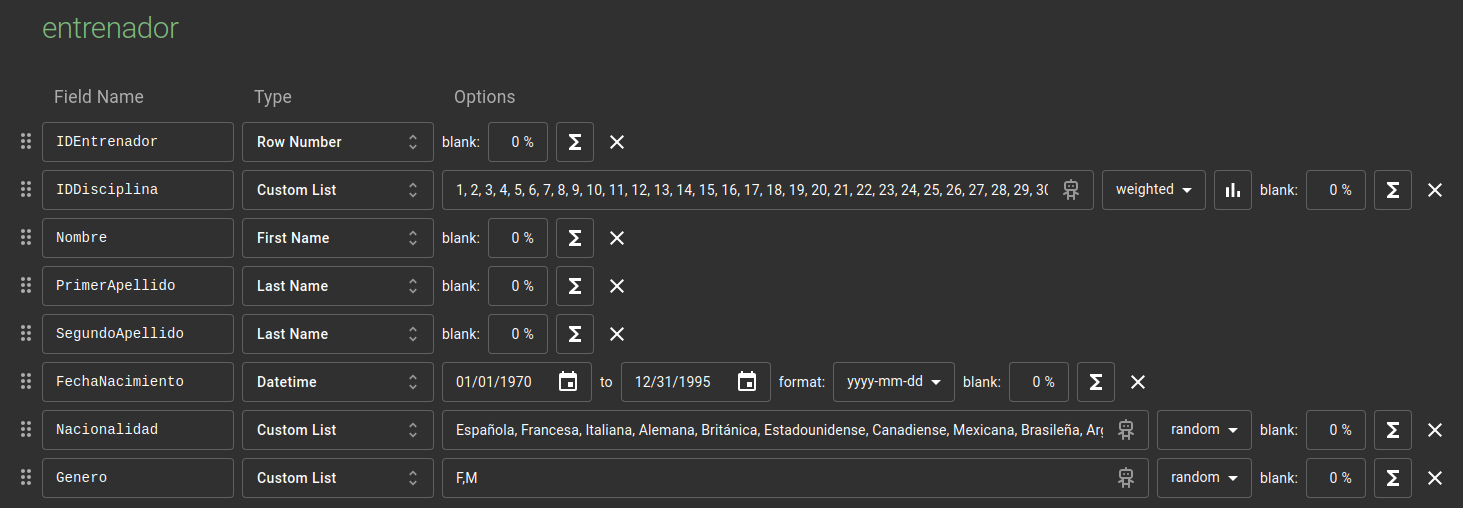 entrenador
Field Name Type Options
IDEntrenador Row Number blank: 0 % Σ
IDDisciplina Custom List 1, 2, 3, 4, 5, 6, 7, 8, 9, 10, 11, 12, 13, 14, 15, 16, 17, 18, 19, 20, 21, 22, 23, 24, 25, 26, 27, 28, 29, 30 weighted blank: 0 % Σ
Nombre First Name blank: 0 % Σ
PrimerApellido Last Name blank: 0 % Σ
SegundoApellido Last Name blank: 0 % Σ
FechaNacimiento Datetime 01/01/1970 to 12/31/1995 format: yyyy-mm-dd blank: 0 % Σ
Nacionalidad Custom List Española, Francesa, Italiana, Alemana, Británica, Estadounidense, Canadiense, Mexicana, Brasileña, random blank: 0 % Σ
Genero Custom List F,M random blank: 0 % Σ